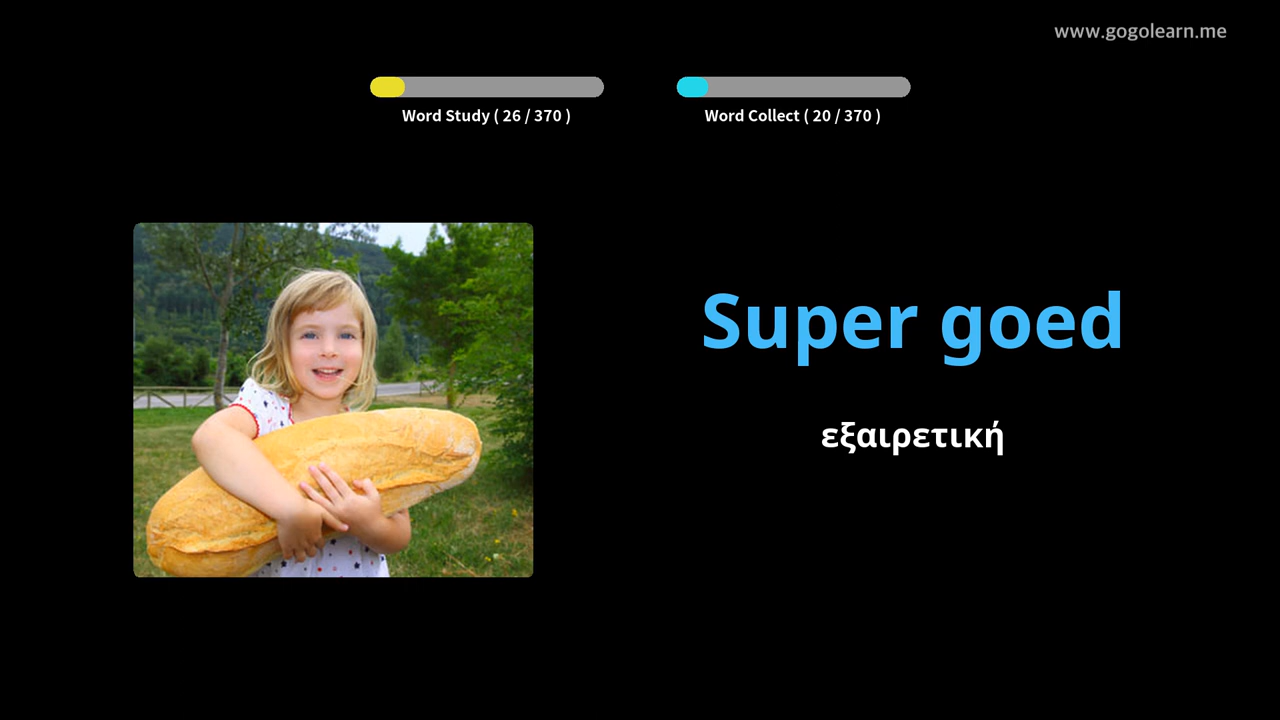 www.gogolearn.me
Word Study ( 26 / 370 )
Word Collect ( 20 / 370 )
Super goed
εξαιρετική